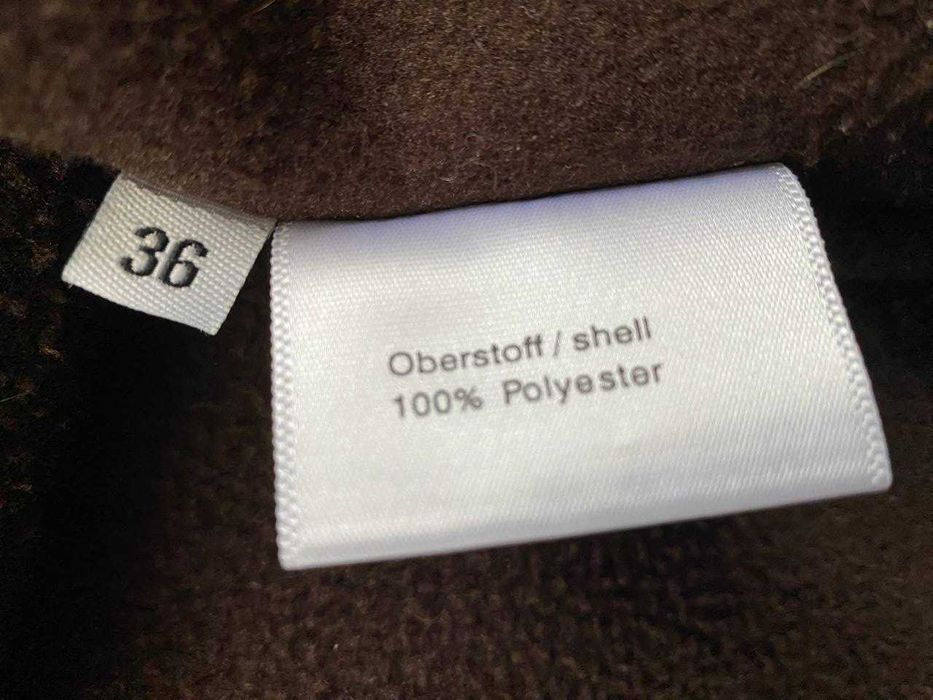 36
Oberstoff / shell
100% Polyester